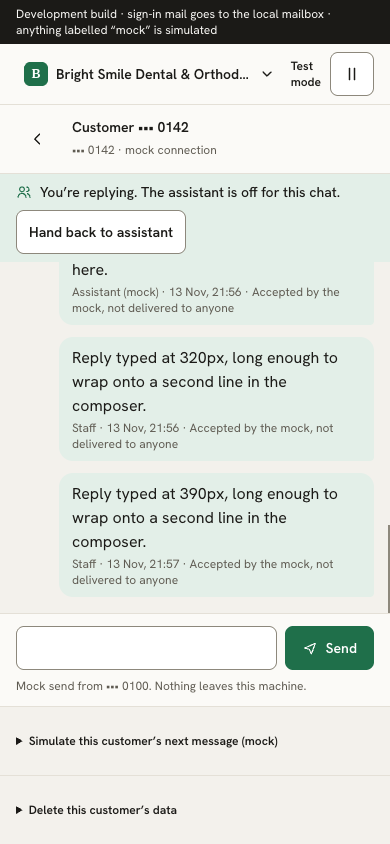 Development build · sign-in mail goes to the local mailbox ·
anything labelled “mock” is simulated
B Bright Smile Dental & Orthod…
Test
mode
Customer ••• 0142
••• 0142 · mock connection
You’re replying. The assistant is off for this chat.
Hand back to assistant
here.
Assistant (mock) · 13 Nov, 21:56 · Accepted by the
mock, not delivered to anyone
Reply typed at 320px, long enough to
wrap onto a second line in the
composer.
Staff · 13 Nov, 21:56 · Accepted by the mock, not
delivered to anyone
Reply typed at 390px, long enough to
wrap onto a second line in the
composer.
Staff · 13 Nov, 21:57 · Accepted by the mock, not
delivered to anyone
Send
Mock send from ••• 0100. Nothing leaves this machine.
Simulate this customer’s next message (mock)
Delete this customer’s data